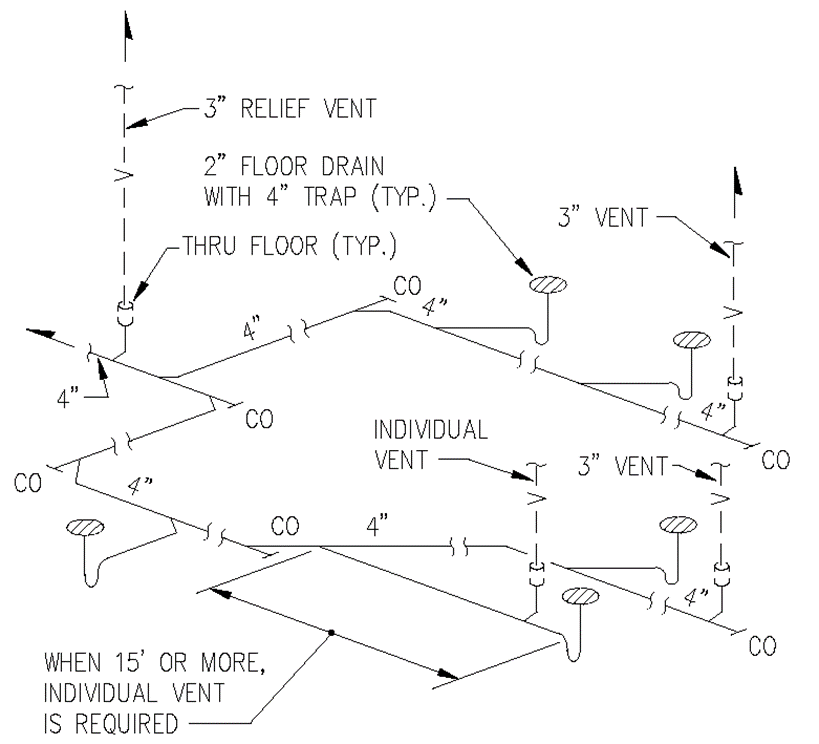 3" RELIEF VENT
2" FLOOR DRAIN
WITH 4" TRAP (TYP.)
3" VENT
THRU FLOOR (TYP.)
CO
4"
4"
4"
4"
CO
CO
INDIVIDUAL
VENT
3" VENT
CO
4"
CO
4"
4"
CO
WHEN 15' OR MORE,
INDIVIDUAL VENT
IS REQUIRED